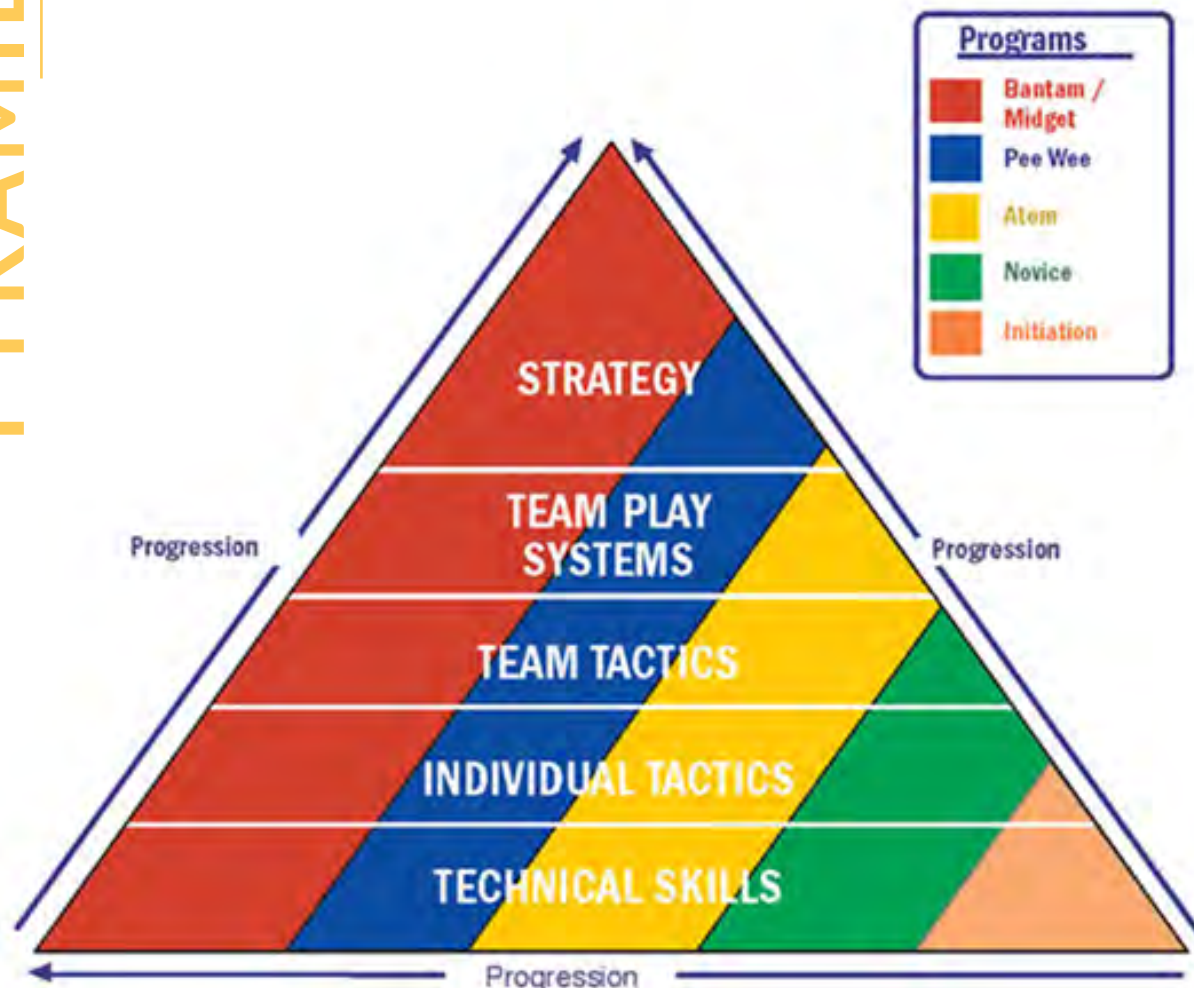 Programs
Bantam /
Midget
Pee Wee
Atom
Novice
Initiation
STRATEGY
TEAM PLAY
SYSTEMS
Progression
Progression
TEAM TACTICS
INDIVIDUAL TACTICS
TECHNICAL SKILLS
Progression